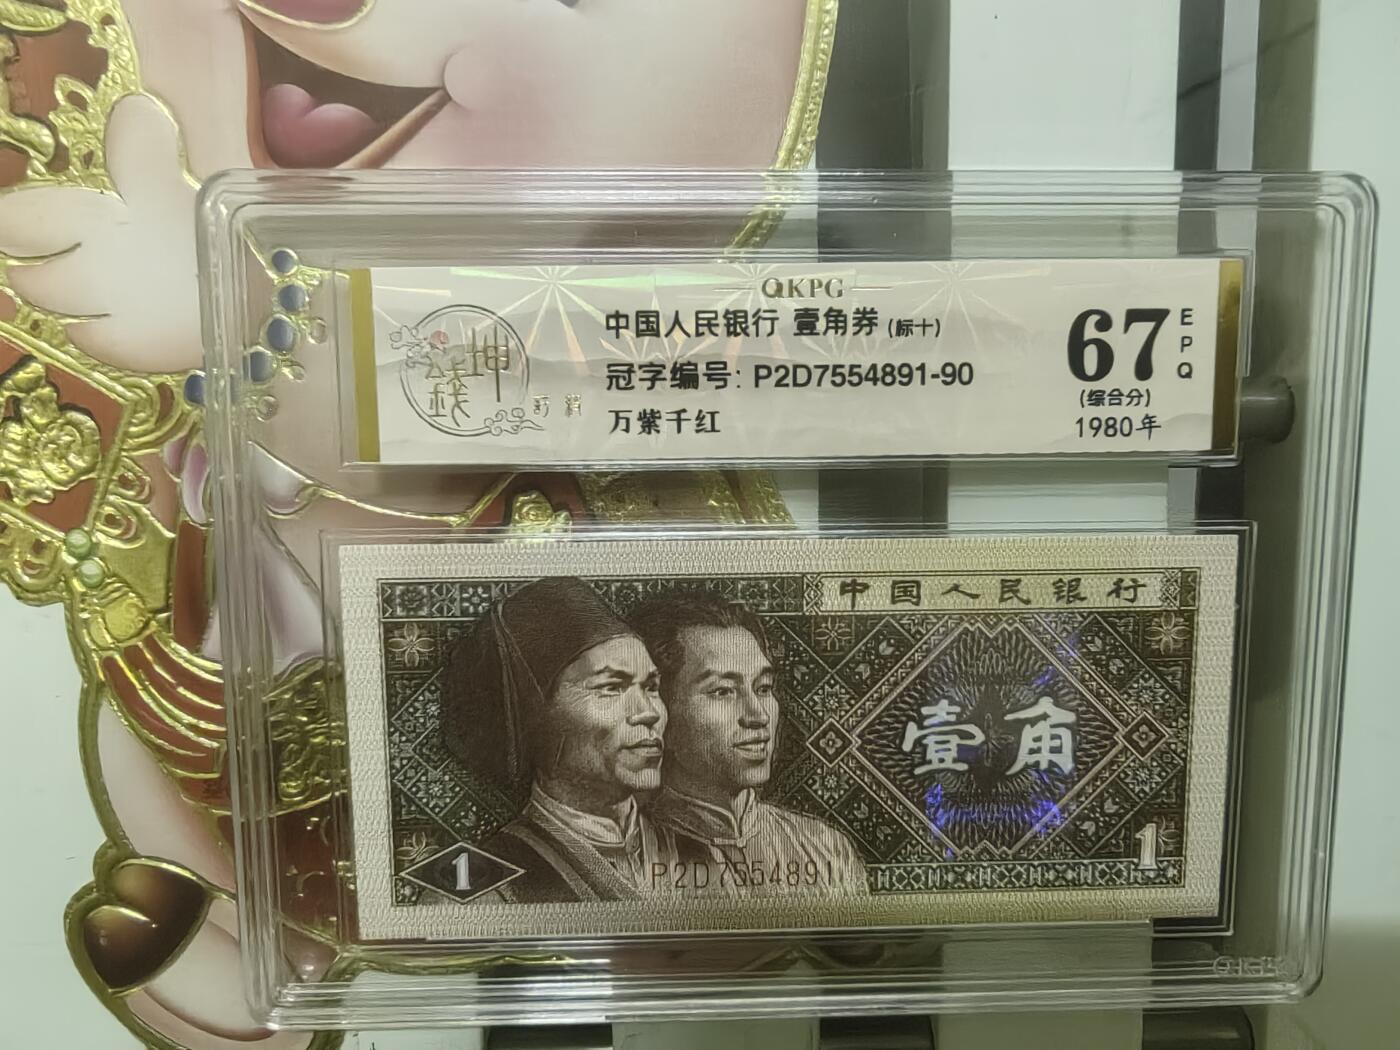 QKPG
中国人民银行 壹角券 (标十)
冠字编号: P2D7554891-90
万紫千红
67
EPQ
(综合分)
1980年
坤
钱
中国人民银行
壹角
1
1
P2D7554891